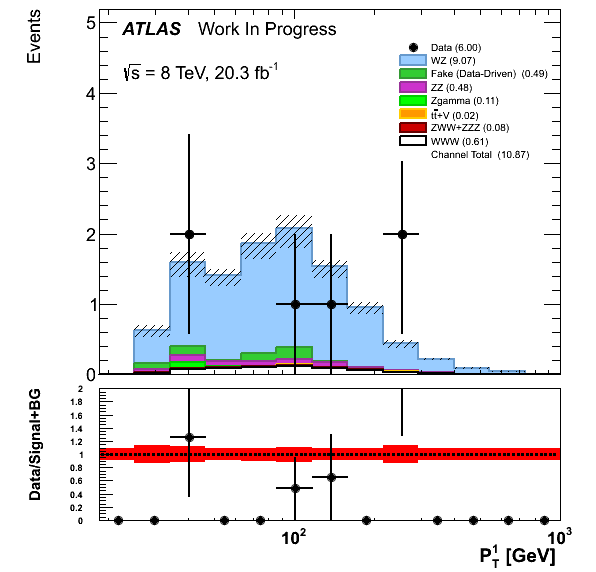 Events
5
4
3
2
1
0
ATLAS Work In Progress
√s = 8 TeV, 20.3 fb-1
Data (6.00)
WZ (9.07)
Fake (Data-Driven) (0.49)
ZZ (0.48)
Zgamma (0.11)
tt̄+V (0.02)
ZWW+ZZZ (0.08)
WWW (0.61)
Channel Total (10.87)
Data/Signal+BG
2
1.8
1.6
1.4
1.2
1
0.8
0.6
0.4
0.2
0
10²
10³
P¹T [GeV]